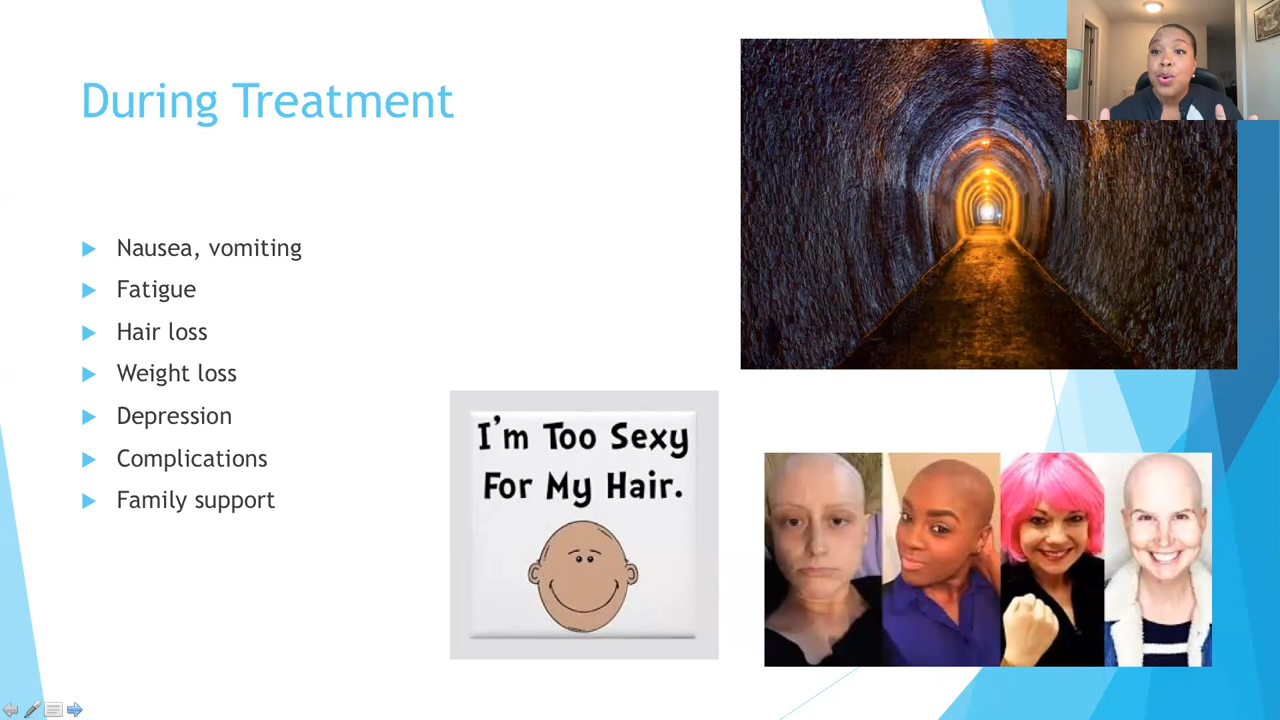 During Treatment
Nausea, vomiting
Fatigue
Hair loss
Weight loss
Depression
Complications
Family support
I'm Too Sexy
For My Hair.